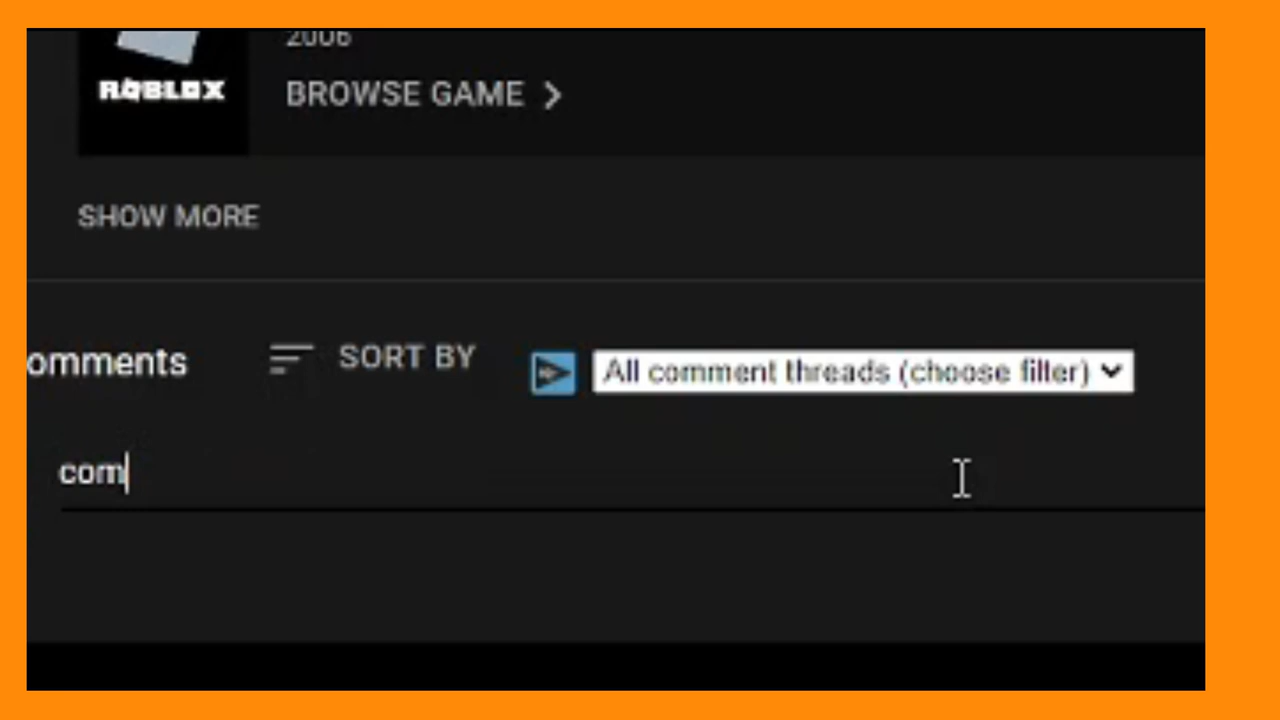 2006
ROBLOX
BROWSE GAME
SHOW MORE
omments
SORT BY
All comment threads (choose filter)
com